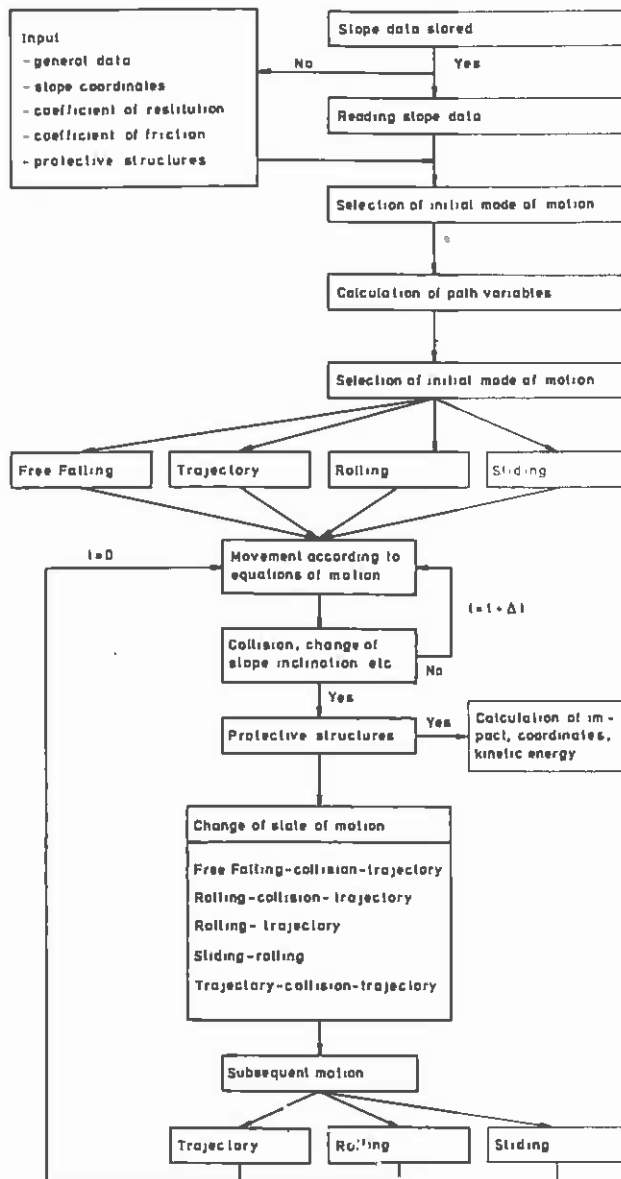 Input
- general data
- slope coordinates
- coefficient of restitution
- coefficient of friction
- protective structures
Slope data stored
No
Yes
Reading slope data
Selection of initial mode of motion
Calculation of path variables
Selection of initial mode of motion
Free Falling
Trajectory
Rolling
Sliding
t=0
Movement according to
equations of motion
t=t+Δt
Collision, change of
slope inclination etc
No
Yes
Protective structures
Yes
Calculation of im-
pact, coordinates,
kinetic energy
Change of state of motion
Free Falling-collision-trajectory
Rolling-collision-trajectory
Rolling-trajectory
Sliding-rolling
Trajectory-collision-trajectory
Subsequent motion
Trajectory
Rolling
Sliding